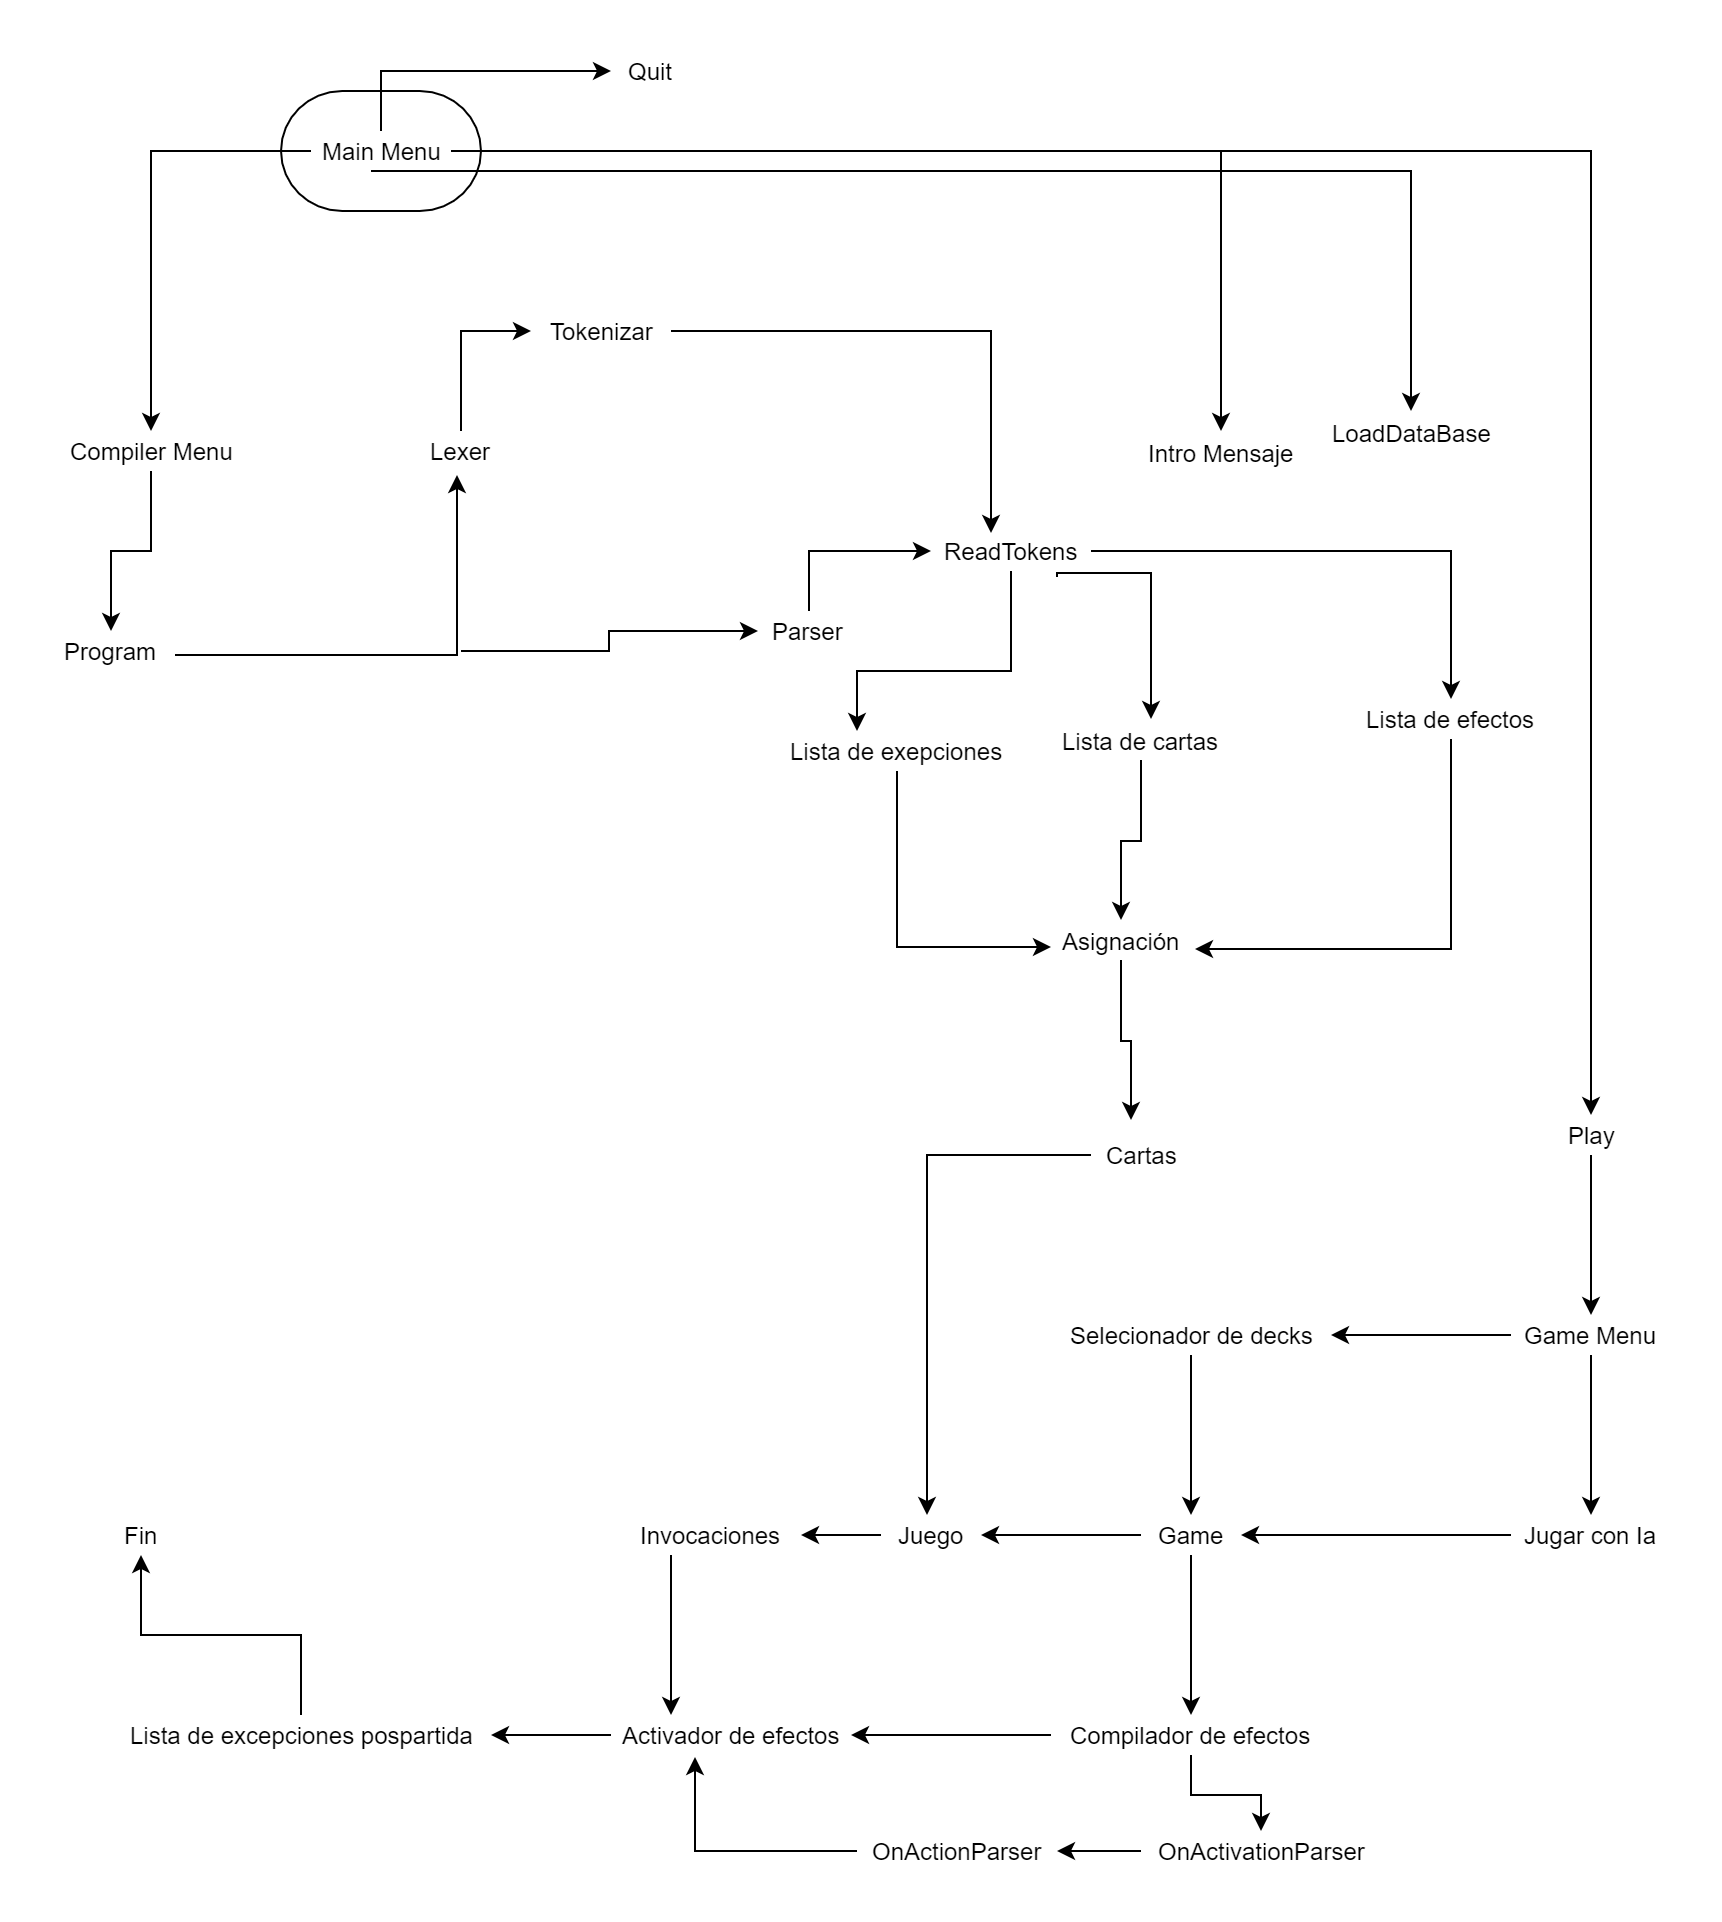 Quit
Main Menu
Tokenizar
Compiler Menu
Lexer
Intro Mensaje
LoadDataBase
ReadTokens
Parser
Program
Lista de exepciones
Lista de cartas
Lista de efectos
Asignación
Cartas
Play
Selecionador de decks
Game Menu
Fin
Invocaciones
Juego
Game
Jugar con Ia
Lista de excepciones pospartida
Activador de efectos
Compilador de efectos
OnActionParser
OnActivationParser